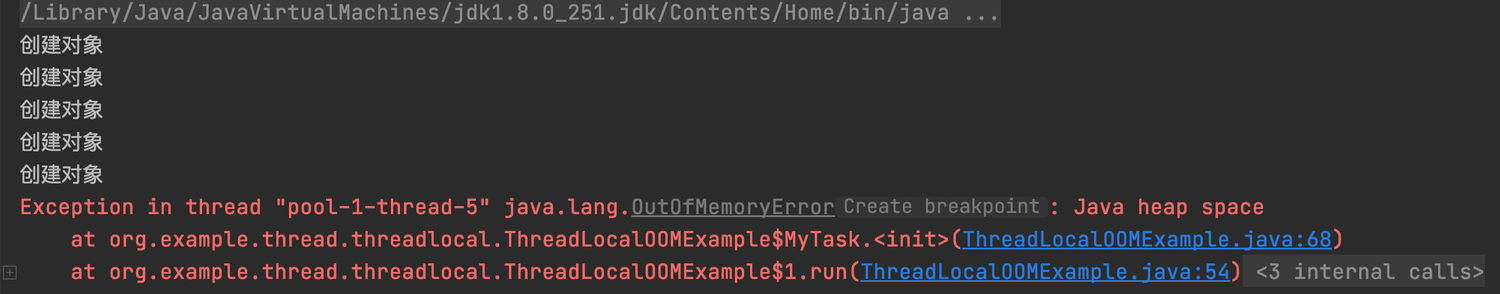 /Library/Java/JavaVirtualMachines/jdk1.8.0_251.jdk/Contents/Home/bin/java ...
创建对象
创建对象
创建对象
创建对象
创建对象
Exception in thread "pool-1-thread-5" java.lang.OutOfMemoryError Create breakpoint : Java heap space
at org.example.thread.threadlocal.ThreadLocalOOMExample$MyTask.<init>(ThreadLocalOOMExample.java:68)
at org.example.thread.threadlocal.ThreadLocalOOMExample$1.run(ThreadLocalOOMExample.java:54) <3 internal calls>